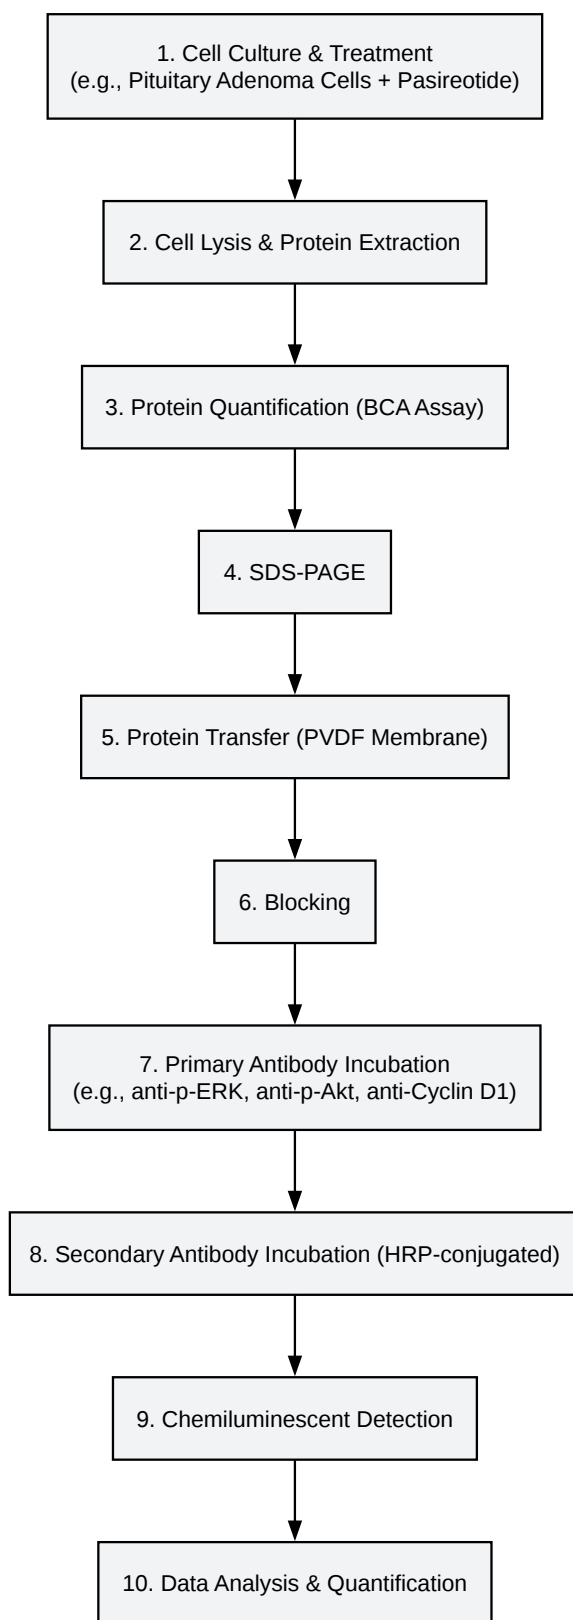 1. Cell Culture & Treatment
(e.g., Pituitary Adenoma Cells + Pasireotide)
2. Cell Lysis & Protein Extraction
3. Protein Quantification (BCA Assay)
4. SDS-PAGE
5. Protein Transfer (PVDF Membrane)
6. Blocking
7. Primary Antibody Incubation
(e.g., anti-p-ERK, anti-p-Akt, anti-Cyclin D1)
8. Secondary Antibody Incubation (HRP-conjugated)
9. Chemiluminescent Detection
10. Data Analysis & Quantification